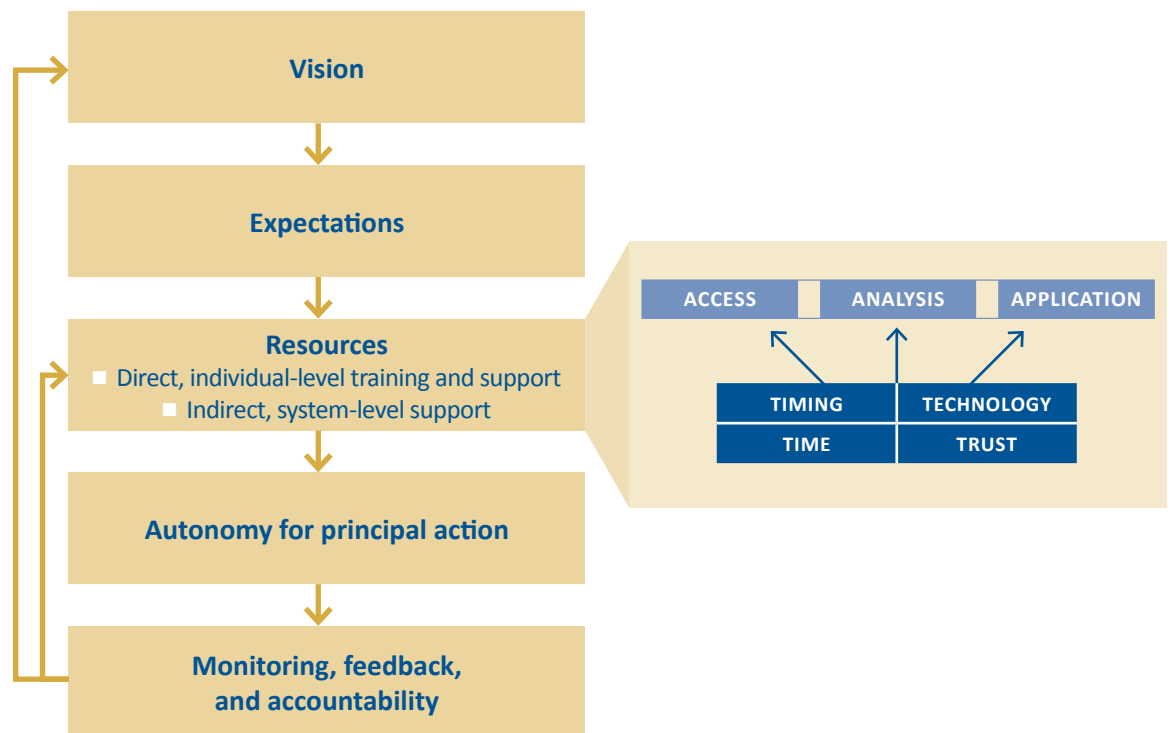 Vision
Expectations
Resources
Direct, individual-level training and support
Indirect, system-level support
Autonomy for principal action
Monitoring, feedback,
and accountability
ACCESS
ANALYSIS
APPLICATION
TIMING
TECHNOLOGY
TIME
TRUST